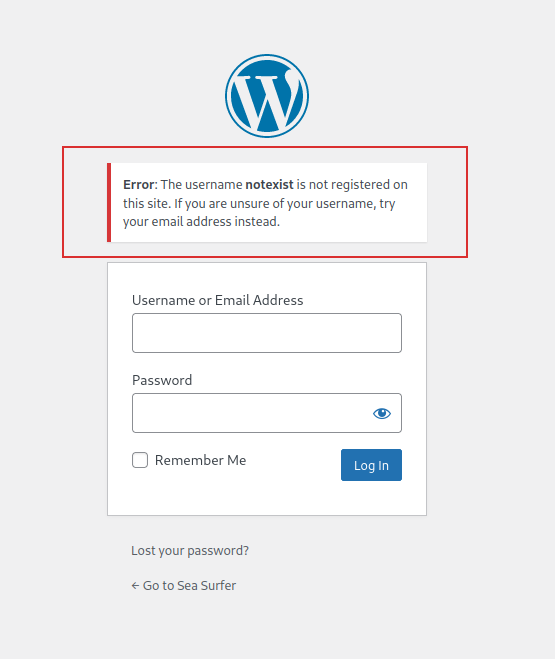 Error: The username notexist is not registered on
this site. If you are unsure of your username, try
your email address instead.
Username or Email Address
Password
Remember Me
Log In
Lost your password?
← Go to Sea Surfer